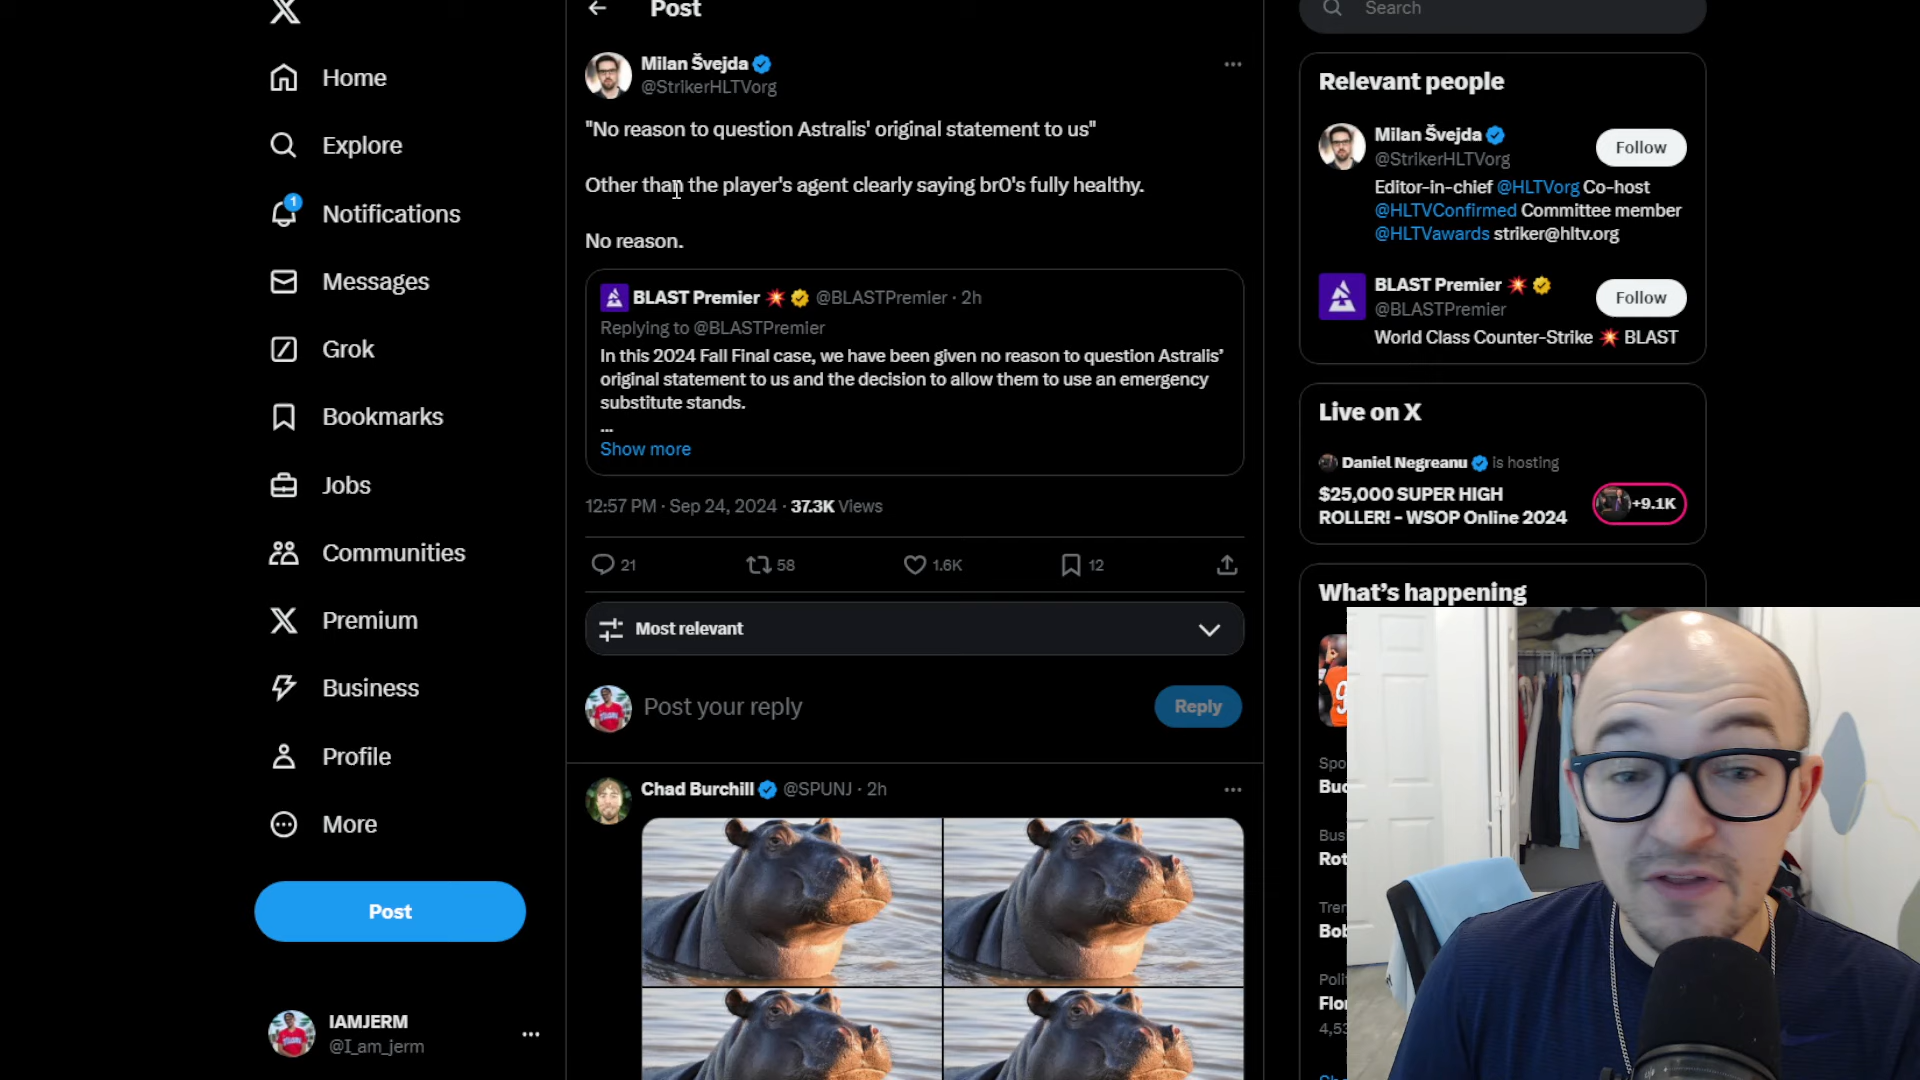 Home
Explore
1
Notifications
Messages
Grok
Bookmarks
Jobs
Communities
Premium
Business
Profile
More
Post
IAMJERM
@I_am_jerm
Post
Milan Švejda
@StrikerHLTVorg
"No reason to question Astralis' original statement to us"
Other than the player's agent clearly saying br0's fully healthy.
No reason.
BLAST Premier 💥 @BLASTPremier · 2h
Replying to @BLASTPremier
In this 2024 Fall Final case, we have been given no reason to question Astralis’
original statement to us and the decision to allow them to use an emergency
substitute stands.
...
Show more
12:57 PM · Sep 24, 2024 · 37.3K Views
21 58 1.6K 12
Most relevant
Post your reply
Reply
Chad Burchill @SPUNJ · 2h
Search
Relevant people
Milan Švejda
@StrikerHLTVorg
Follow
Editor-in-chief @HLTVorg Co-host
@HLTVConfirmed Committee member
@HLTVawards striker@hltv.org
BLAST Premier 💥
@BLASTPremier
Follow
World Class Counter-Strike 💥 BLAST
Live on X
Daniel Negreanu is hosting
$25,000 SUPER HIGH
ROLLER! - WSOP Online 2024
+9.1K
What’s happening